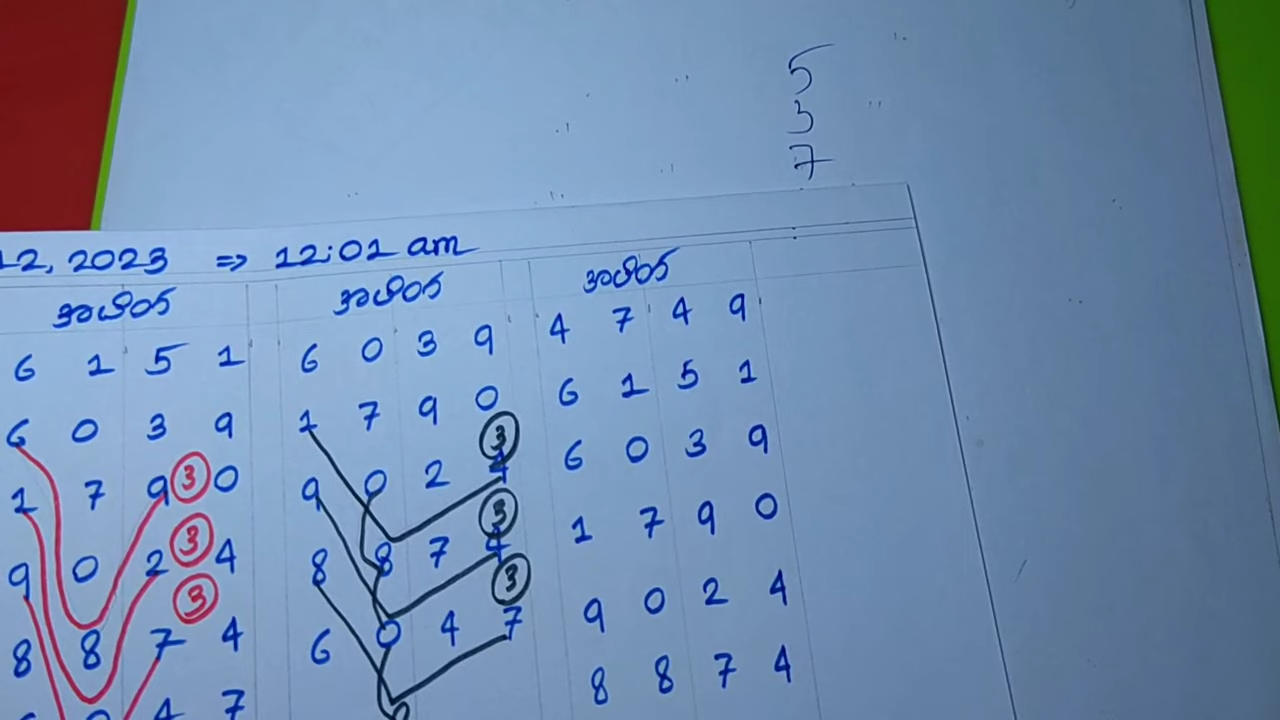 5
3
7
12, 2023 ⇒ 12:01 am
6 1 5 1 6 0 3 9 4 7 4 9
6 0 3 9 1 7 9 0 6 1 5 1
3
1 7 9 3 0 9 0 2 4 6 0 3 9
3
9 0 2 3 4 8 8 7 4 1 7 9 0
3 3
8 8 7 4 6 0 4 7 9 0 2 4
4 7 8 8 7 4